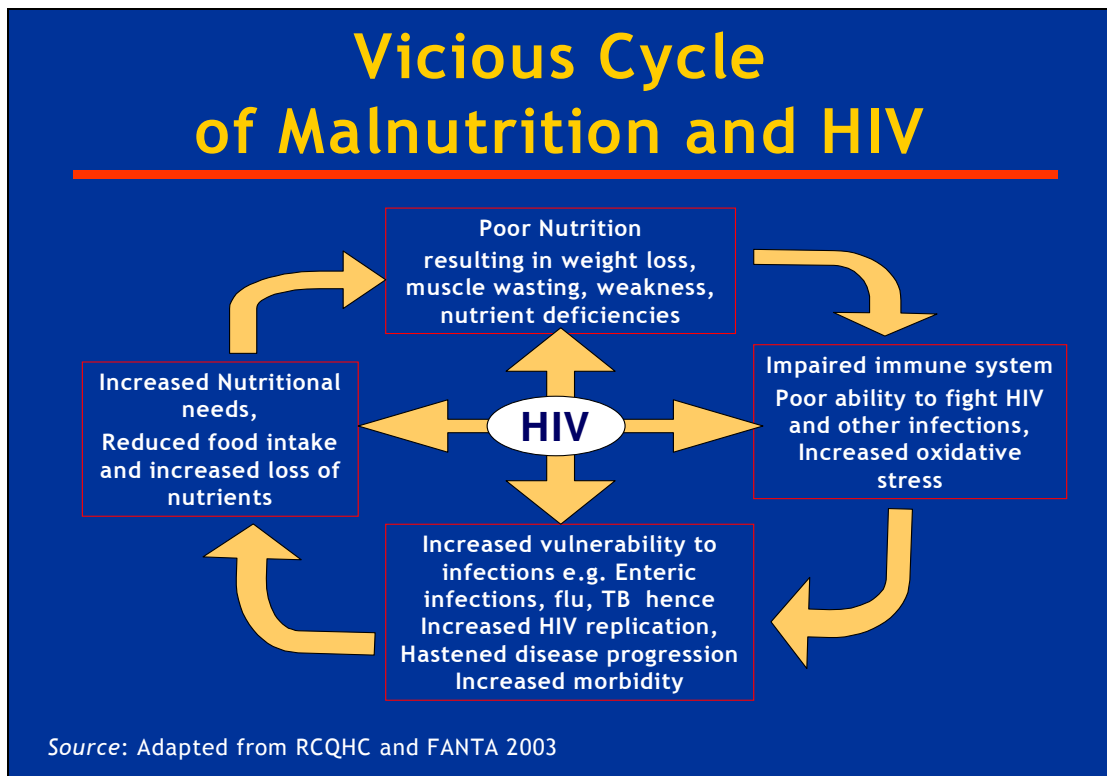 Vicious Cycle
of Malnutrition and HIV
Poor Nutrition
resulting in weight loss,
muscle wasting, weakness,
nutrient deficiencies
Impaired immune system
Poor ability to fight HIV
and other infections,
Increased oxidative
stress
Increased vulnerability to
infections e.g. Enteric
infections, flu, TB hence
Increased HIV replication,
Hastened disease progression
Increased morbidity
Increased Nutritional
needs,
Reduced food intake
and increased loss of
nutrients
HIV
Source: Adapted from RCQHC and FANTA 2003